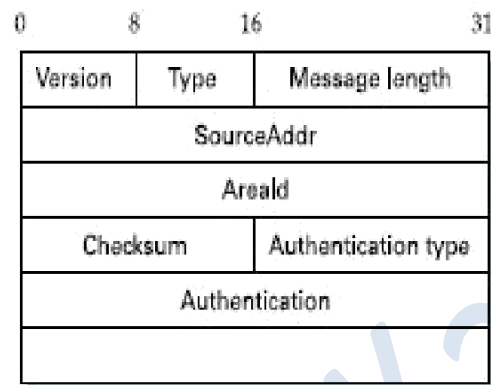 0 8 16 31
Version Type Message length
SourceAddr
AreaId
Checksum Authentication type
Authentication